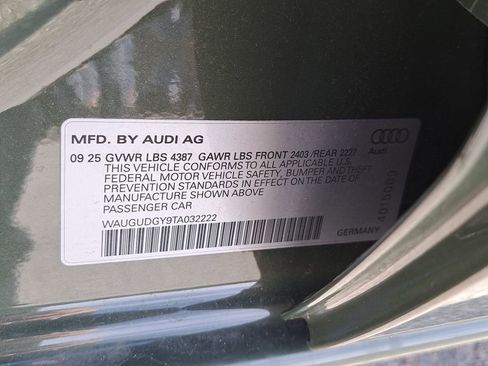 MFD. BY AUDI AG
09 25 GVWR LBS 4387 GAWR LBS FRONT 2403 /REAR 2227
THIS VEHICLE CONFORMS TO ALL APPLICABLE U.S.
FEDERAL MOTOR VEHICLE SAFETY, BUMPER AND THEFT
PREVENTION STANDARDS IN EFFECT ON THE DATE OF
MANUFACTURE SHOWN ABOVE
PASSENGER CAR
WAUGUDGY9TA032222
Audi
GERMANY